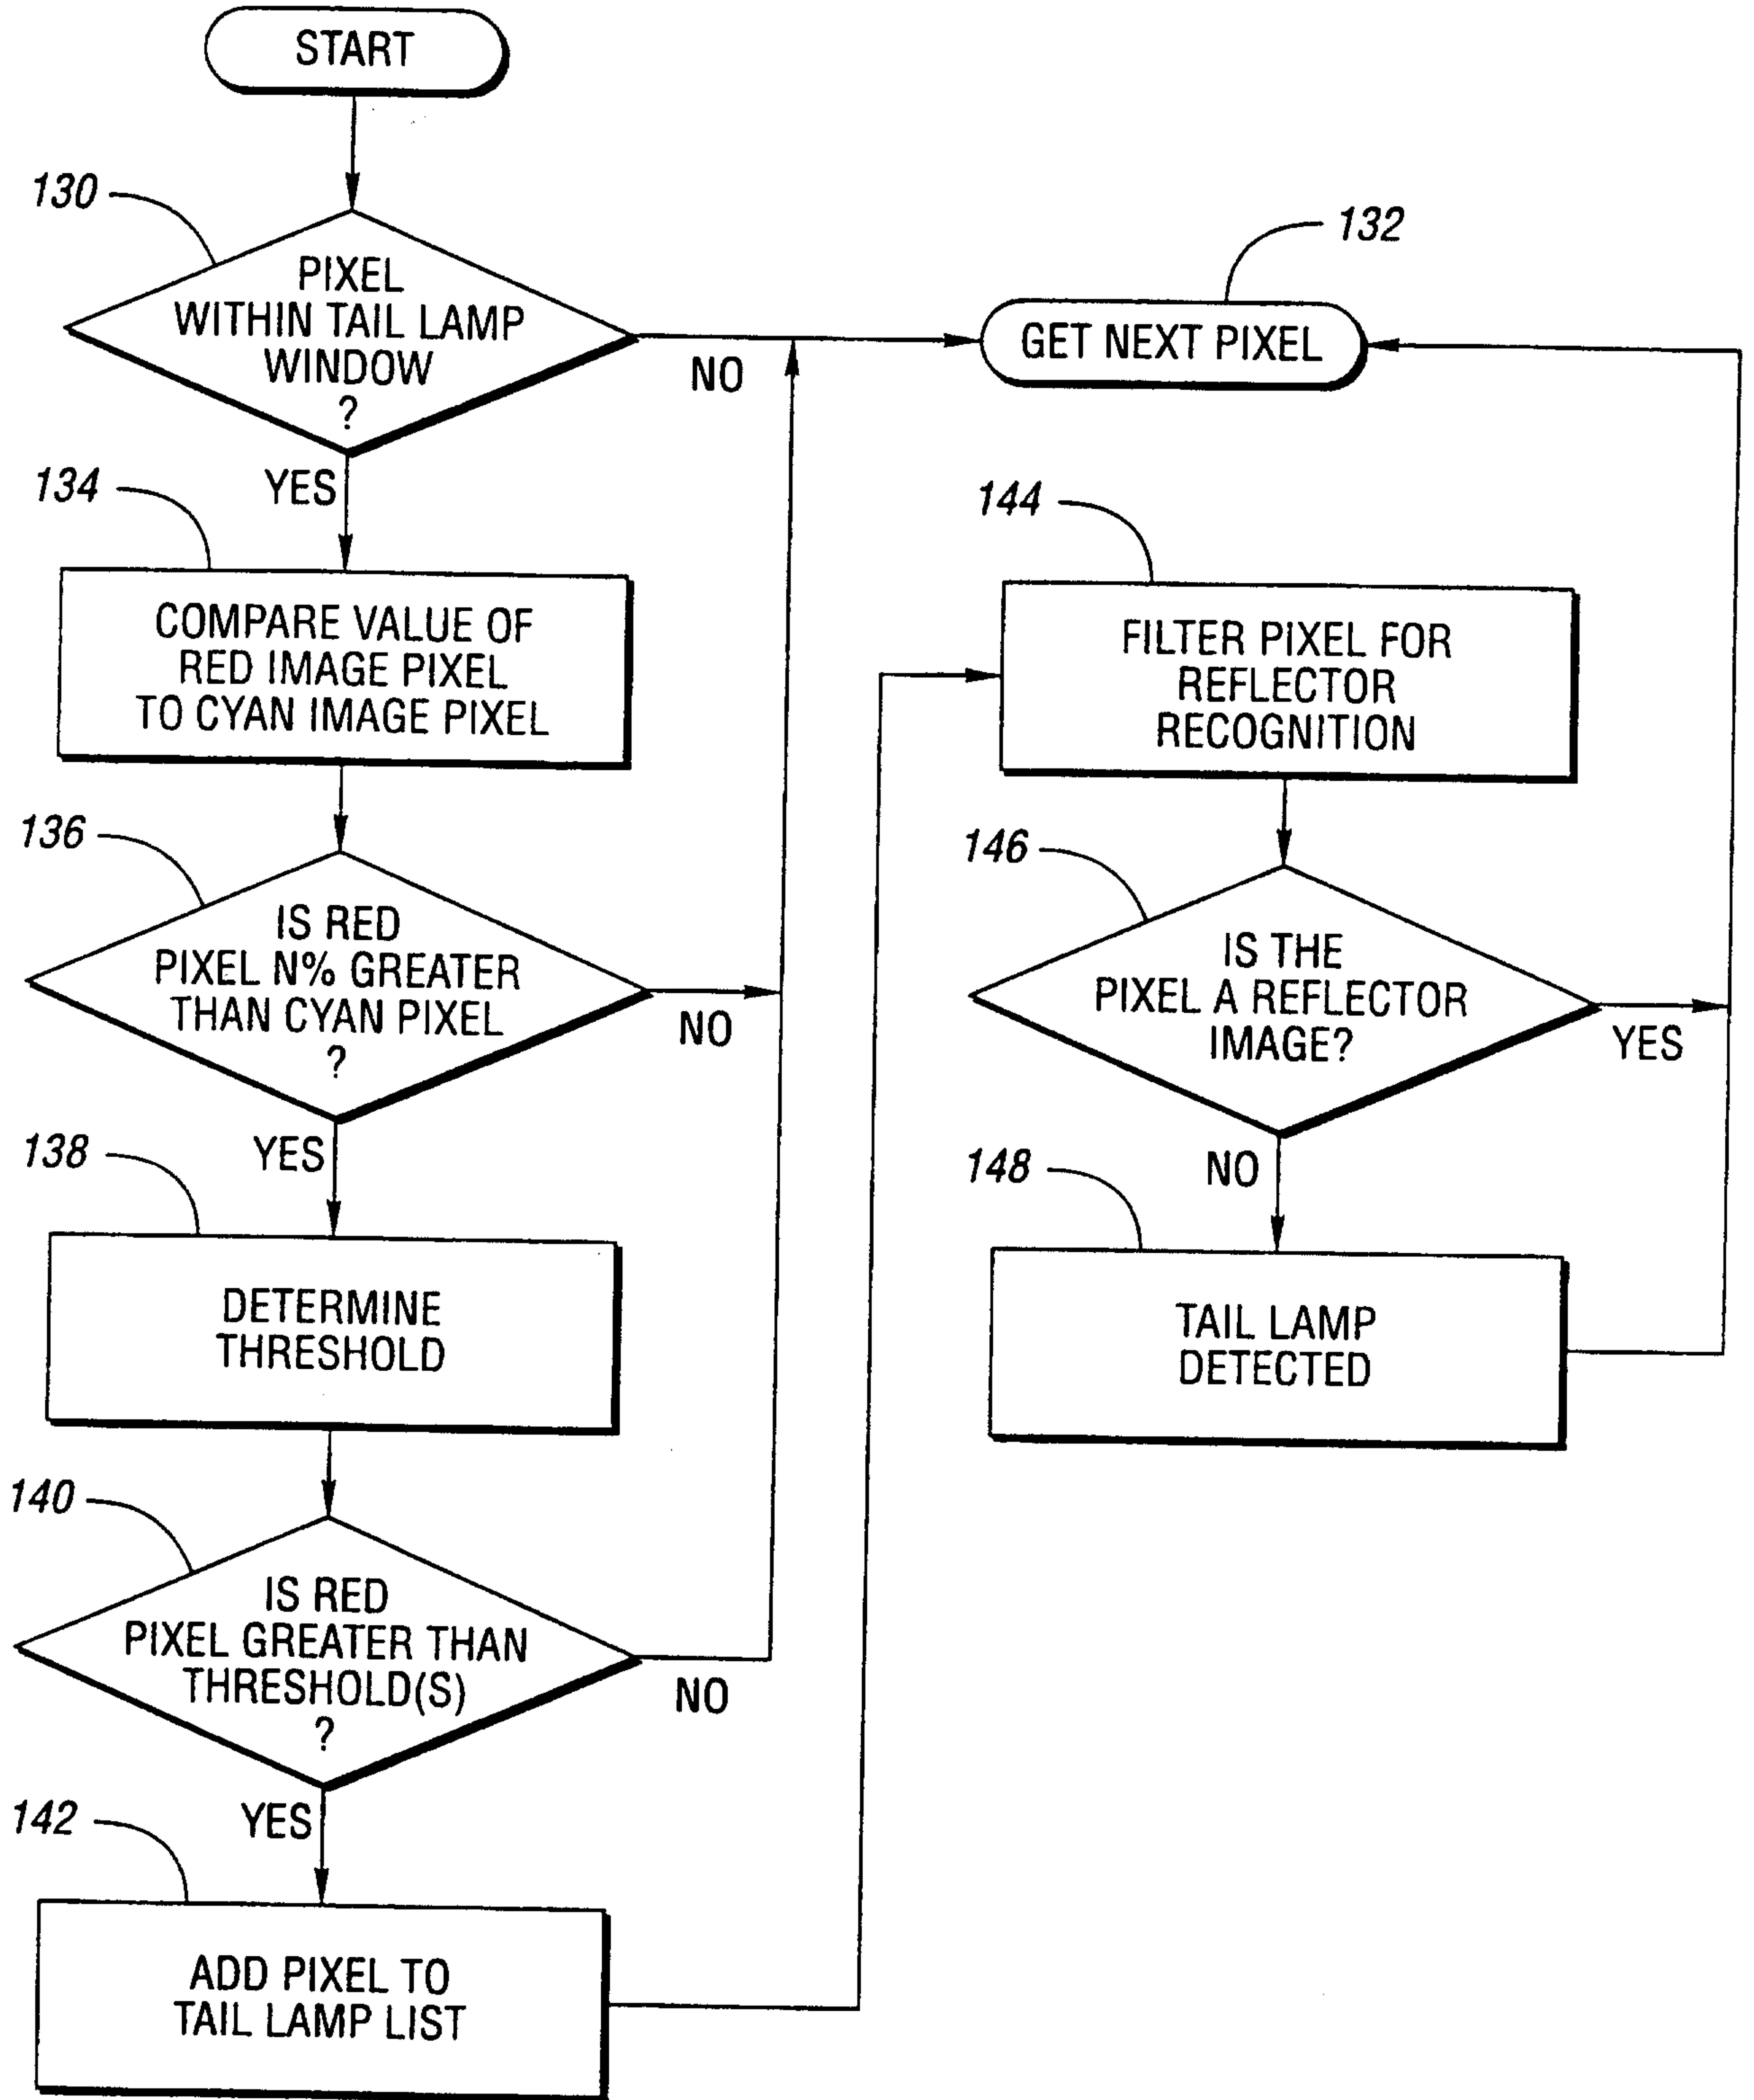 START
130
PIXEL
WITHIN TAIL LAMP
WINDOW
?
NO
YES
132
GET NEXT PIXEL
134
COMPARE VALUE OF
RED IMAGE PIXEL
TO CYAN IMAGE PIXEL
136
IS RED
PIXEL N% GREATER
THAN CYAN PIXEL
?
NO
YES
138
DETERMINE
THRESHOLD
140
IS RED
PIXEL GREATER THAN
THRESHOLD(S)
?
NO
YES
142
ADD PIXEL TO
TAIL LAMP LIST
144
FILTER PIXEL FOR
REFLECTOR
RECOGNITION
146
IS THE
PIXEL A REFLECTOR
IMAGE?
YES
NO
148
TAIL LAMP
DETECTED